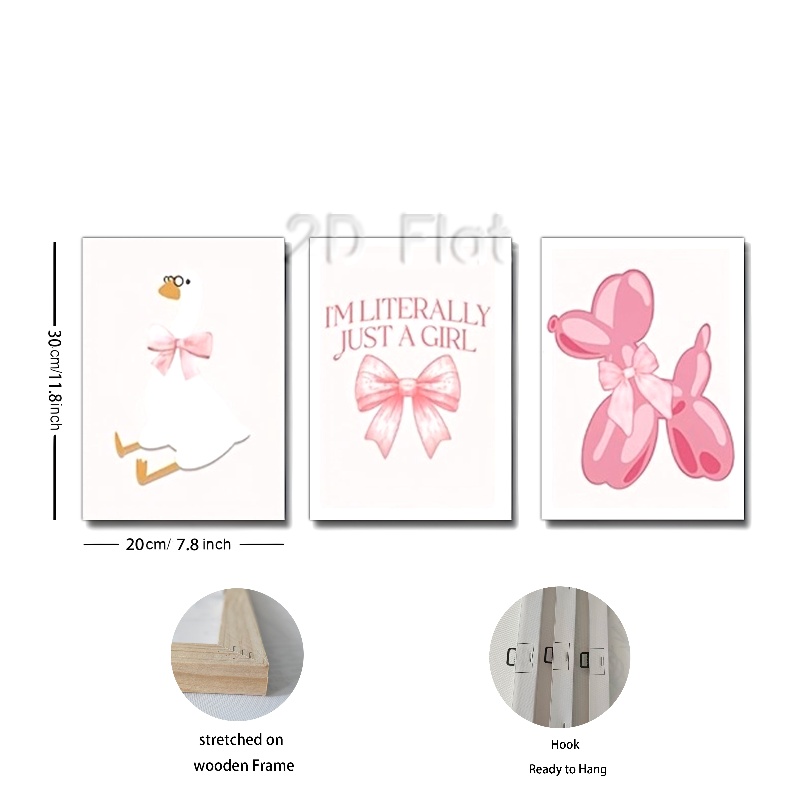 2D Flat
I'M LITERALLY
JUST A GIRL
30cm/11.8inch
20cm/ 7.8 inch
stretched on
wooden Frame
Hook
Ready to Hang